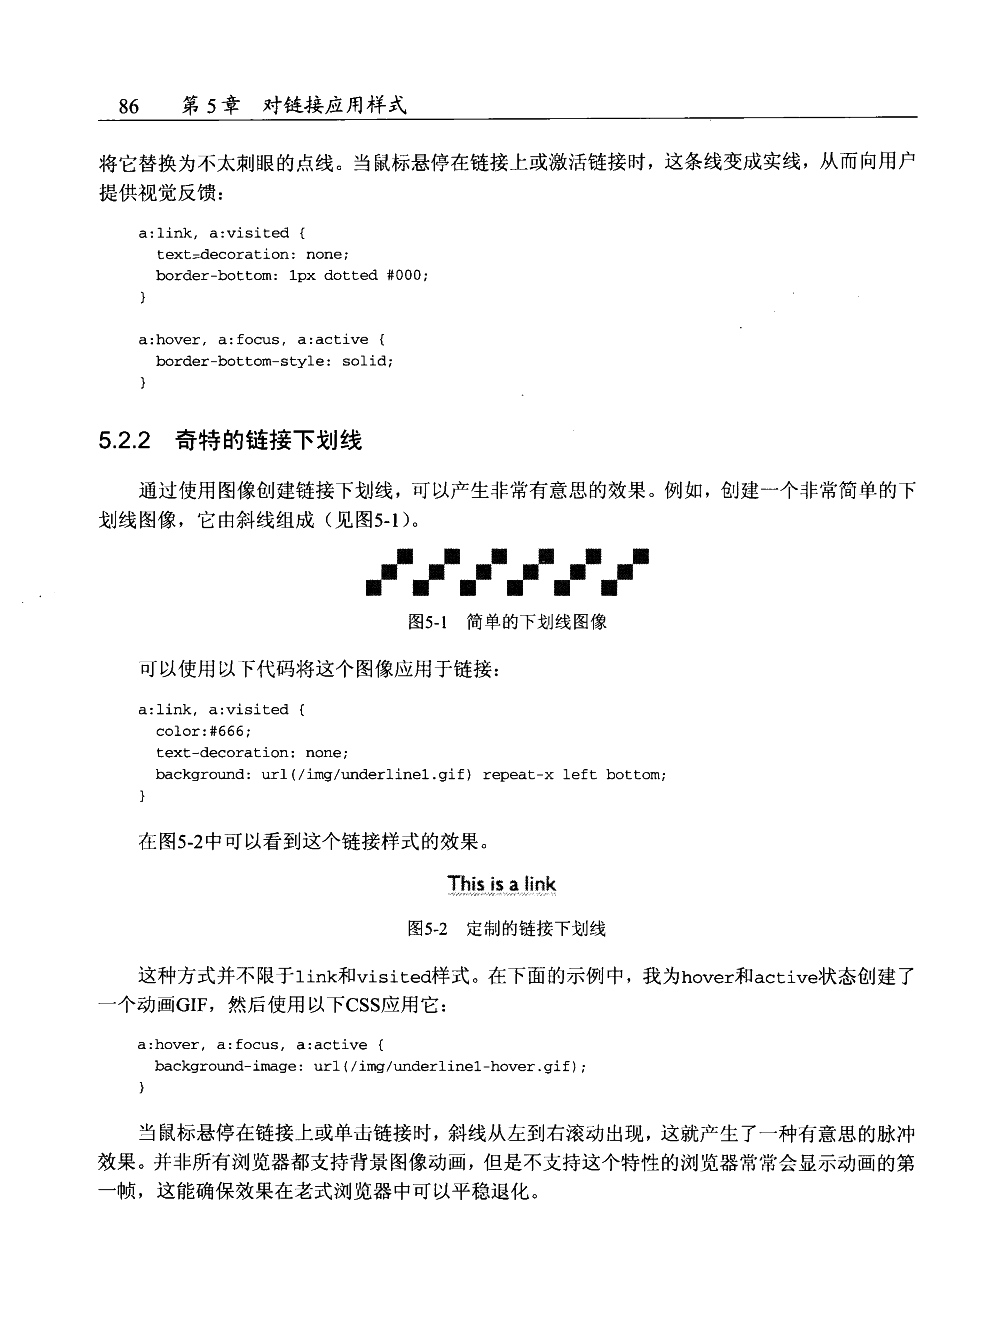 86 第5章 对链接应用样式
将它替换为不太刺眼的点线。当鼠标悬停在链接上或激活链接时，这条线变成实线，从而向用户
提供视觉反馈：
a:link, a:visited {
text-decoration: none;
border-bottom: 1px dotted #000;
}
a:hover, a:focus, a:active {
border-bottom-style: solid;
}
5.2.2 奇特的链接下划线
通过使用图像创建链接下划线，可以产生非常有意思的效果。例如，创建一个非常简单的下
划线图像，它由斜线组成（见图5-1）。
图5-1 简单的下划线图像
可以使用以下代码将这个图像应用于链接：
a:link, a:visited {
color:#666;
text-decoration: none;
background: url(/img/underline1.gif) repeat-x left bottom;
}
在图5-2中可以看到这个链接样式的效果。
This is a link
图5-2 定制的链接下划线
这种方式并不限于link和visited样式。在下面的示例中，我为hover和active状态创建了
一个动画GIF，然后使用以下CSS应用它：
a:hover, a:focus, a:active {
background-image: url(/img/underline1-hover.gif);
}
当鼠标悬停在链接上或单击链接时，斜线从左到右滚动出现，这就产生了一种有意思的脉冲
效果。并非所有浏览器都支持背景图像动画，但是不支持这个特性的浏览器常常会显示动画的第
一帧，这能确保效果在老式浏览器中可以平稳退化。